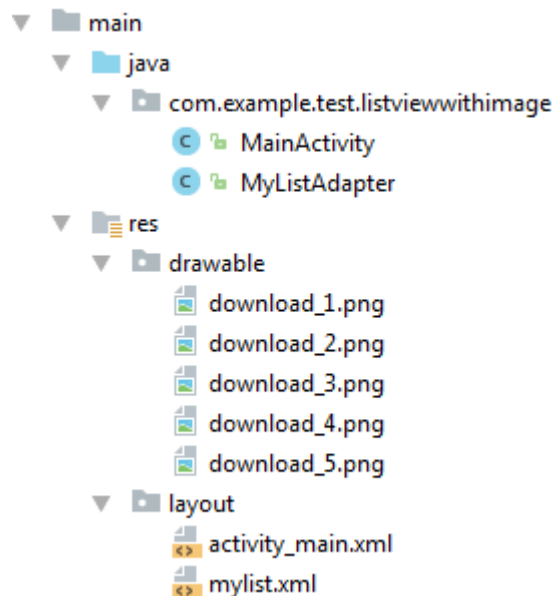 main
java
com.example.test.listviewwithimage
C MainActivity
C MyListAdapter
res
drawable
download_1.png
download_2.png
download_3.png
download_4.png
download_5.png
layout
activity_main.xml
mylist.xml